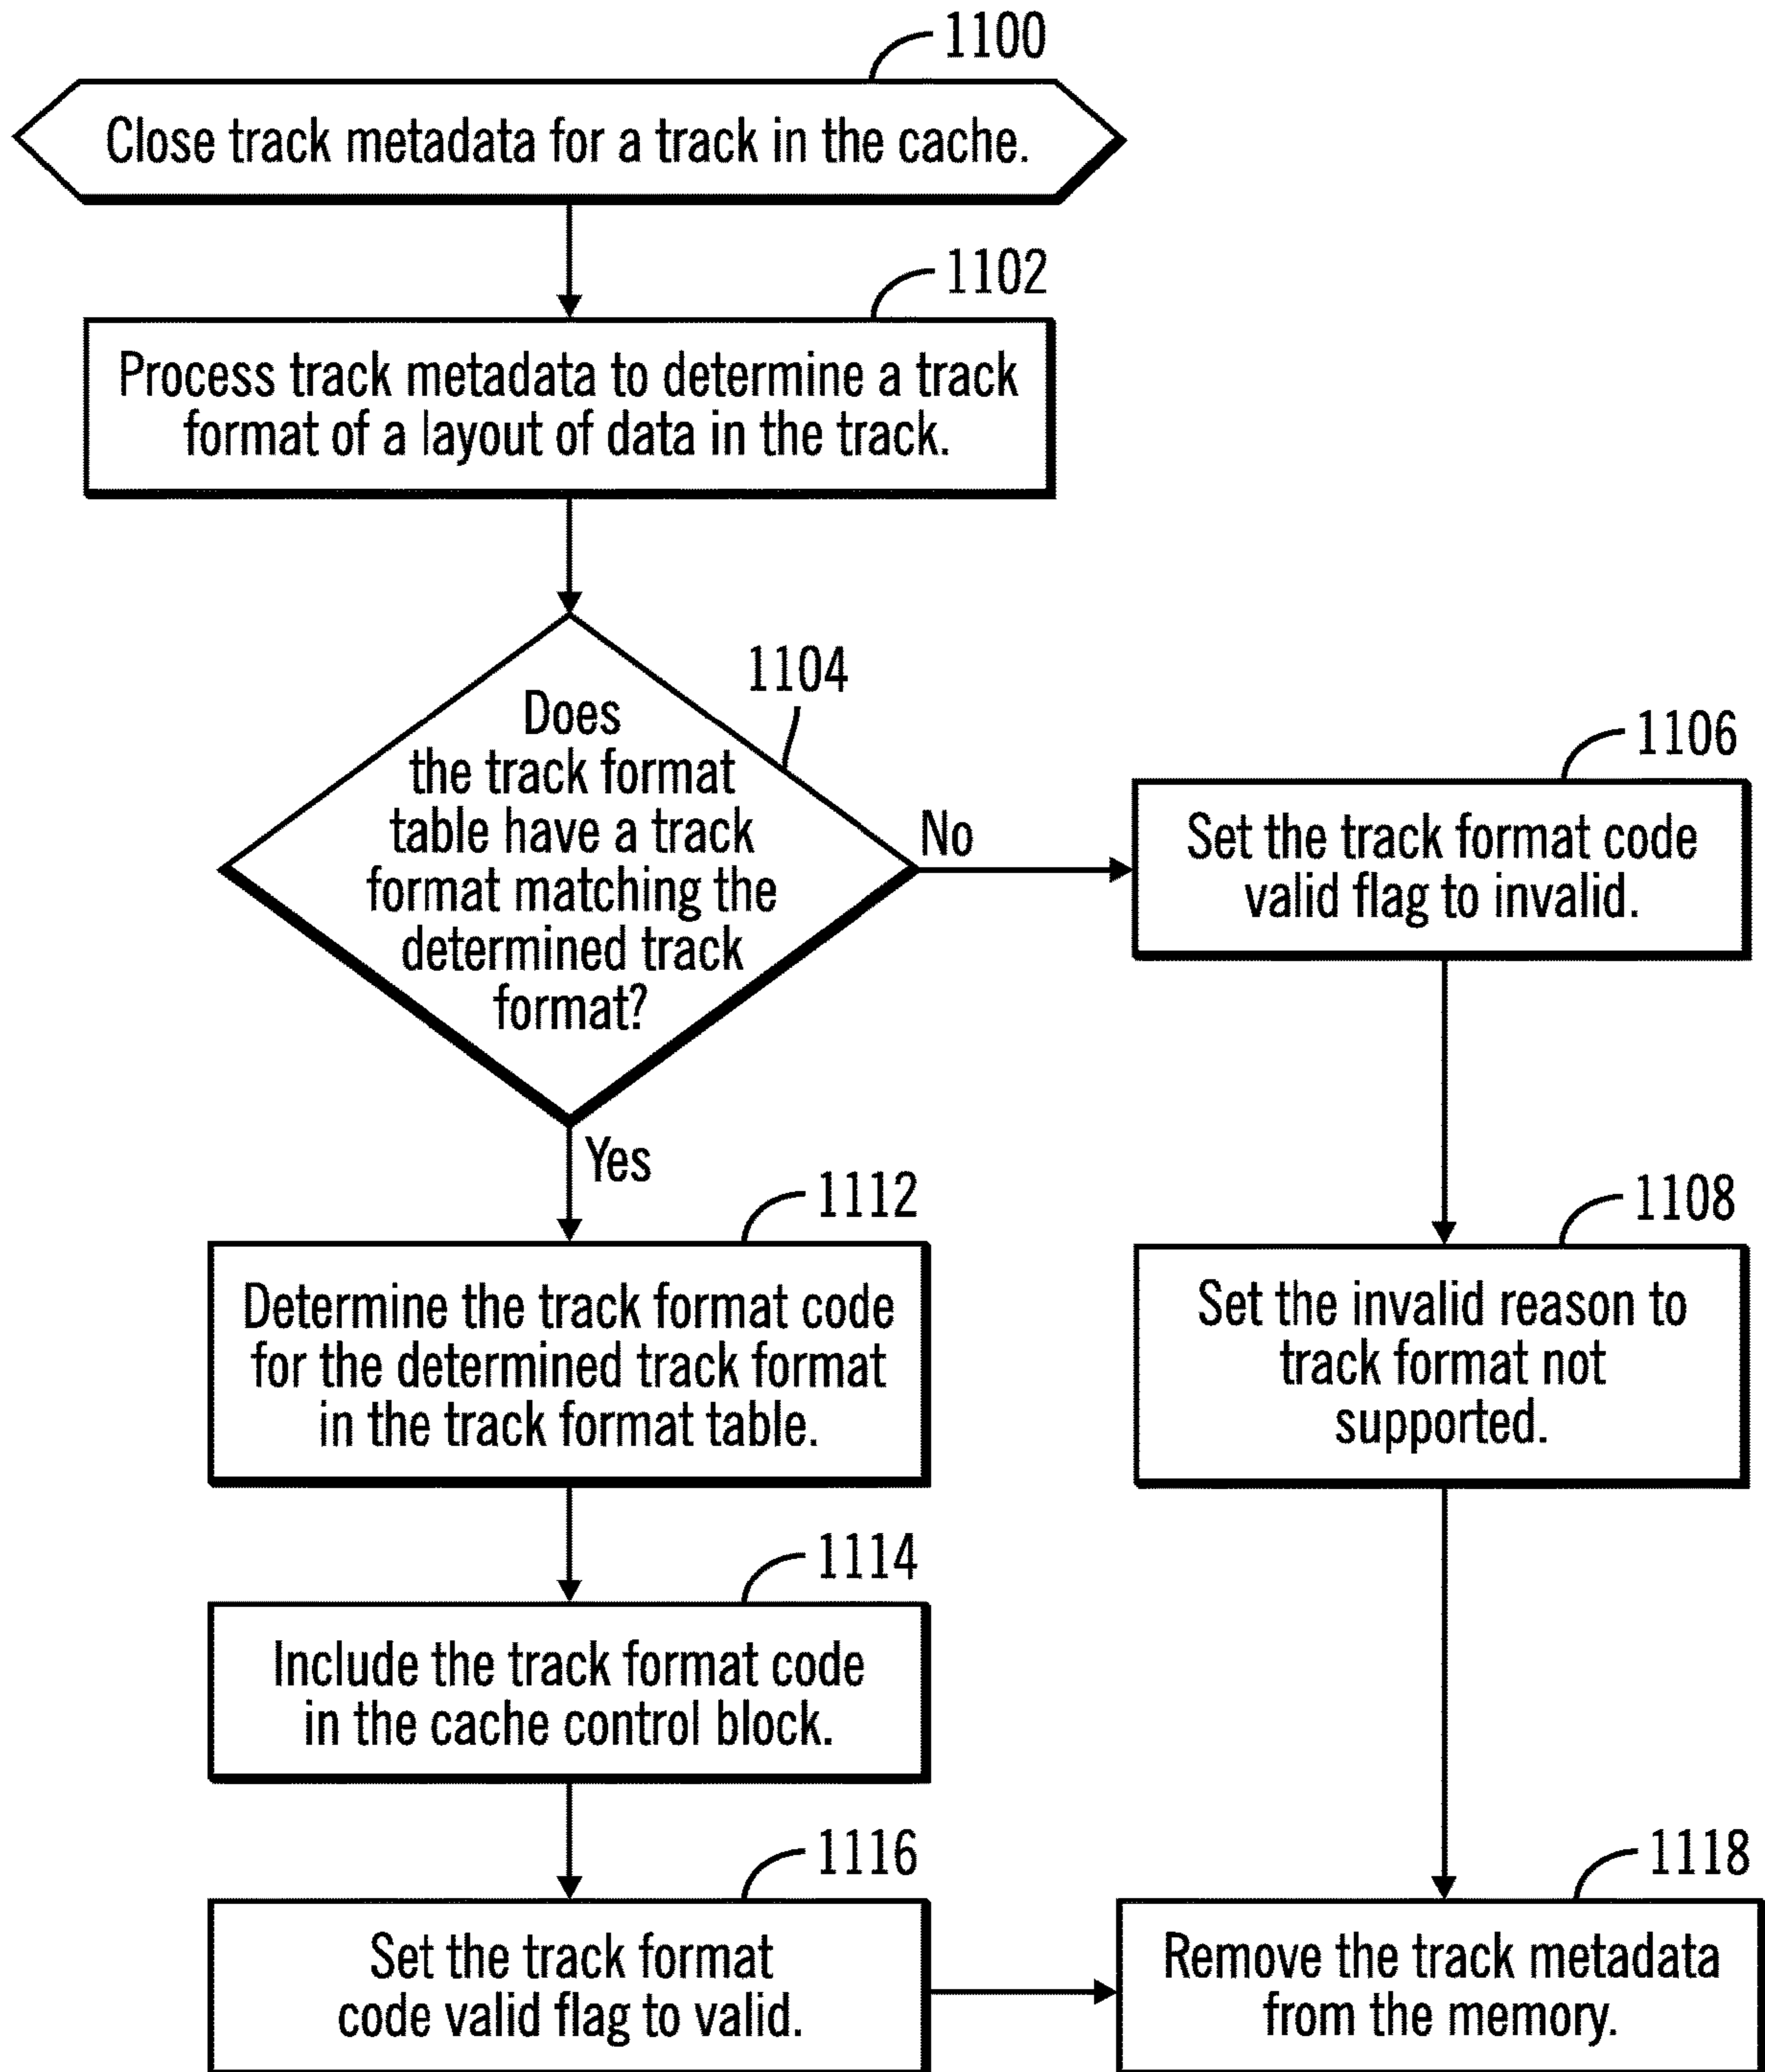 1100
Close track metadata for a track in the cache.
1102
Process track metadata to determine a track
format of a layout of data in the track.
1104
Does
the track format
table have a track
format matching the
determined track
format?
No
Yes
1106
Set the track format code
valid flag to invalid.
1108
Set the invalid reason to
track format not
supported.
1112
Determine the track format code
for the determined track format
in the track format table.
1114
Include the track format code
in the cache control block.
1116
Set the track format
code valid flag to valid.
1118
Remove the track metadata
from the memory.